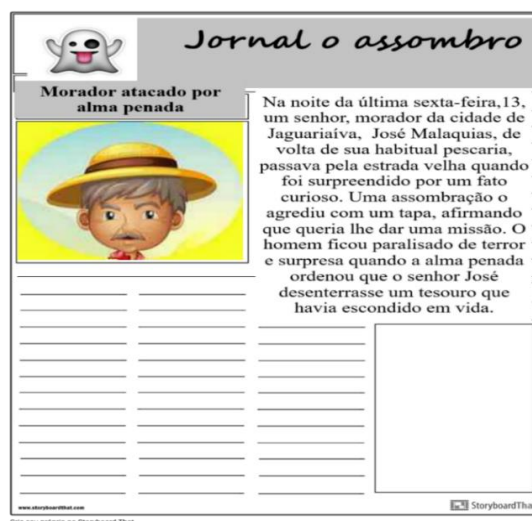 Jornal o assombro
Morador atacado por
alma penada
Na noite da última sexta-feira,13,
um senhor, morador da cidade de
Jaguariaíva, José Malaquias, de
volta de sua habitual pescaria,
passava pela estrada velha quando
foi surpreendido por um fato
curioso. Uma assombração o
agrediu com um tapa, afirmando
que queria lhe dar uma missão. O
homem ficou paralisado de terror
e surpresa quando a alma penada
ordenou que o senhor José
desenterrasse um tesouro que
havia escondido em vida.
www.storyboardthat.com